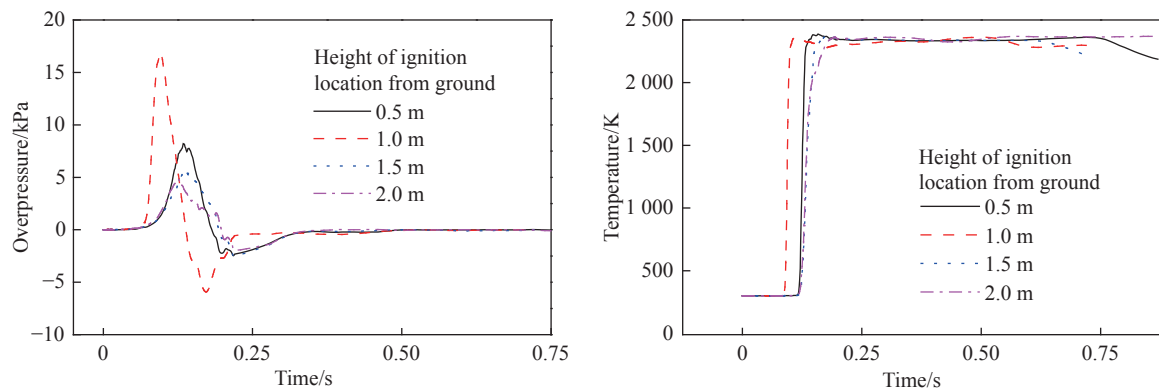 20
15
10
5
0
−5
−10
Overpressure/kPa
Height of ignition
location from ground
0.5 m
1.0 m
1.5 m
2.0 m
0
0.25
0.50
0.75
Time/s
2 500
2 000
1 500
1 000
500
0
Temperature/K
Height of ignition
location from ground
0.5 m
1.0 m
1.5 m
2.0 m
0
0.25
0.50
0.75
Time/s